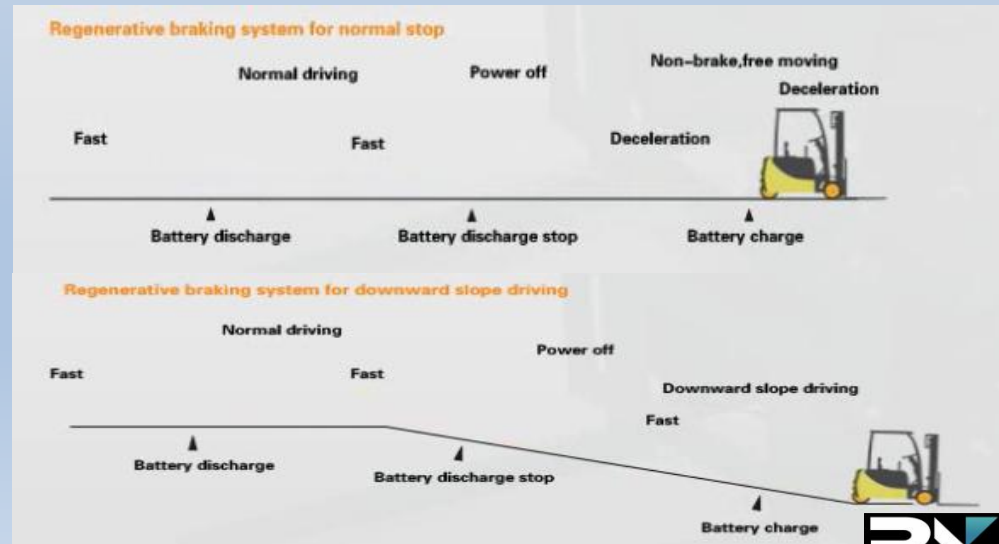 Regenerative braking system for normal stop
Normal driving
Power off
Non-brake,free moving
Deceleration
Fast
Fast
Deceleration
Battery discharge
Battery discharge stop
Battery charge
Regenerative braking system for downward slope driving
Normal driving
Power off
Fast
Fast
Downward slope driving
Fast
Battery discharge
Battery discharge stop
Battery charge